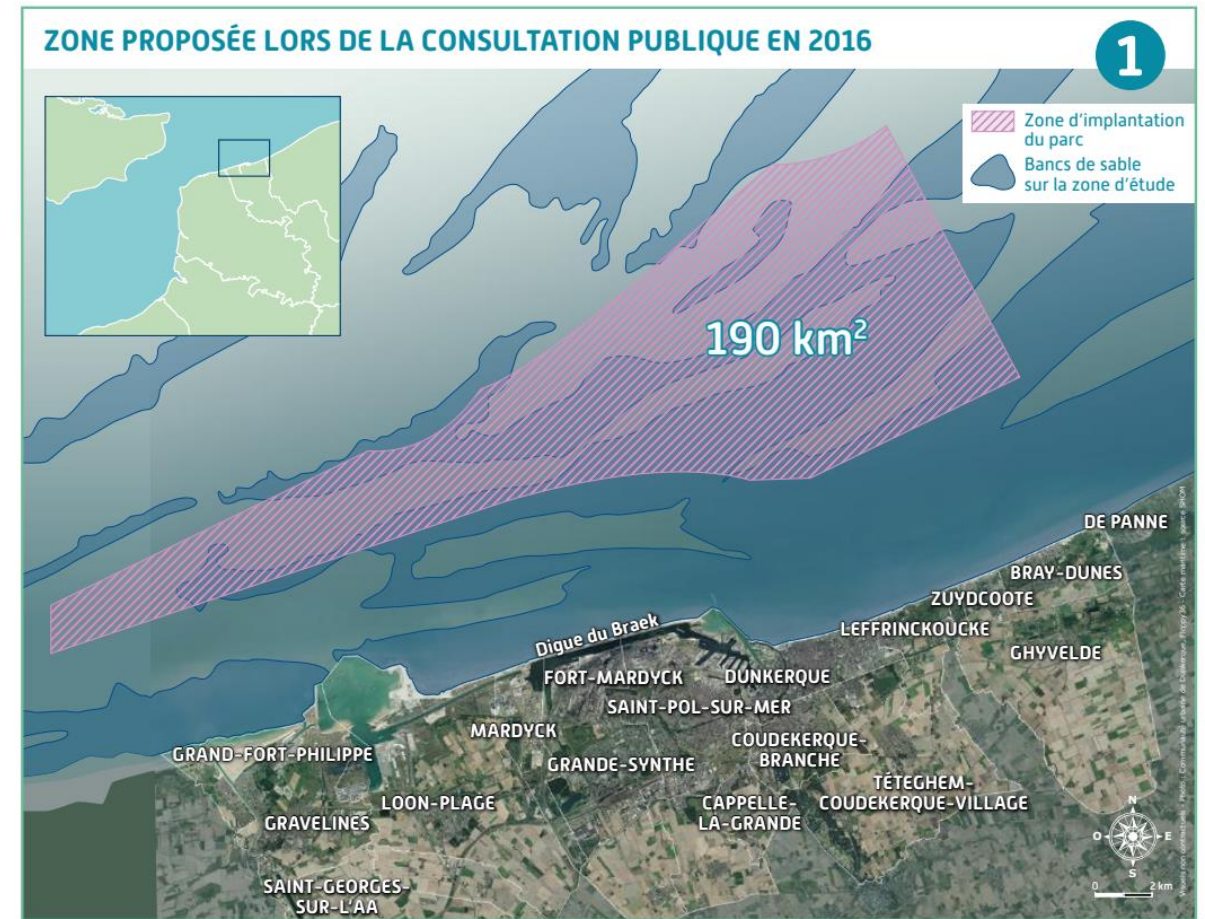 ZONE PROPOSÉE LORS DE LA CONSULTATION PUBLIQUE EN 2016
1
Zone d'implantation
du parc
Bancs de sable
sur la zone d'étude
190 km²
DE PANNE
BRAY-DUNES
ZUYDCOOTE
LEFFRINCKOUCKE
GHYVELDE
Digue du Braek
FORT-MARDYCK
DUNKERQUE
SAINT-POL-SUR-MER
MARDYCK
COUDEKERQUE-
BRANCHE
GRAND-FORT-PHILIPPE
GRANDE-SYNTHE
TÉTEGHEM-
COUDEKERQUE-VILLAGE
LOON-PLAGE
CAPPELLE-
LA-GRANDE
GRAVELINES
SAINT-GEORGES-
SUR-L'AA
N
O
E
S
0
2 km